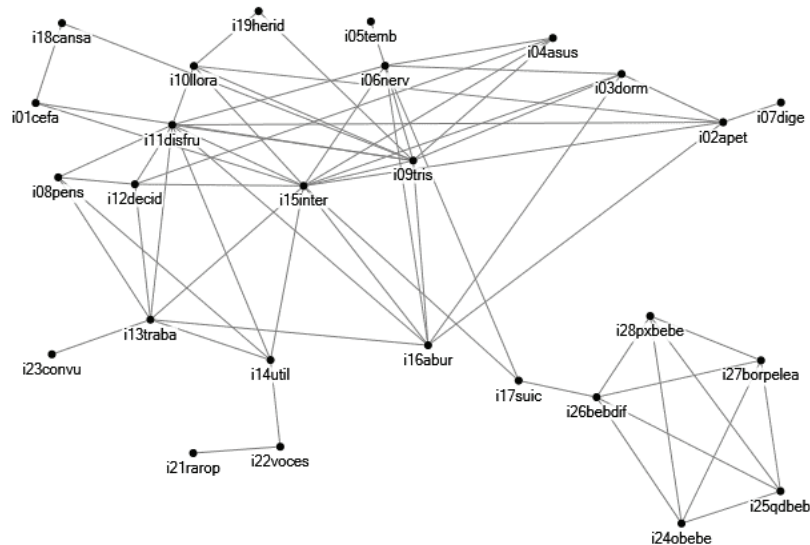 i19herid
i18cansa
i05temb
i04asus
i10llora
i06nerv
i03dorm
i01cefa
i07dige
i11disfru
i02apet
i09tris
i08pens
i12decid
i15inter
i13traba
i28pxbebe
i23convu
i16abur
i14util
i27borpelea
i17suic
i26bebdif
i21rarop
i22voces
i25qdbeb
i24obebe